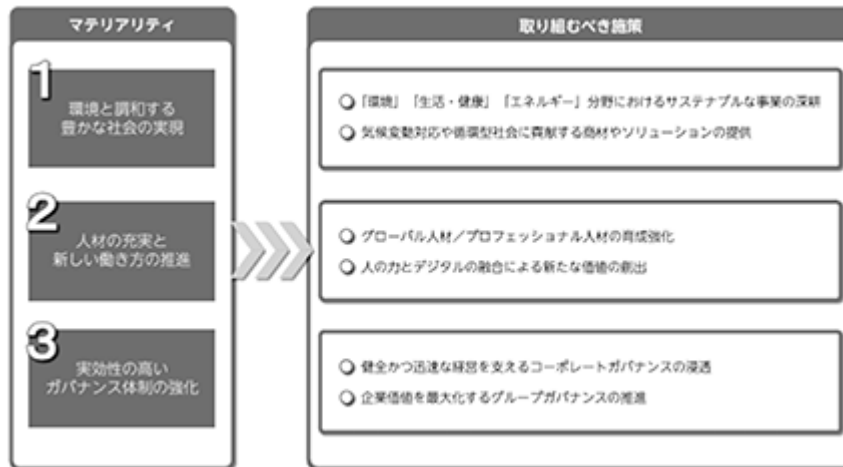 マテリアリティ
取り組むべき施策
1
環境と調和する
豊かな社会の実現
○「環境」「生活・健康」「エネルギー」分野におけるサステナブルな事業の深耕
○ 気候変動対応や循環型社会に貢献する商材やソリューションの提供
2
人材の充実と
新しい働き方の推進
○ グローバル人材／プロフェッショナル人材の育成強化
○ 人の力とデジタルの融合による新たな価値の創出
3
実効性の高い
ガバナンス体制の強化
○ 健全かつ迅速な経営を支えるコーポレートガバナンスの浸透
○ 企業価値を最大化するグループガバナンスの推進